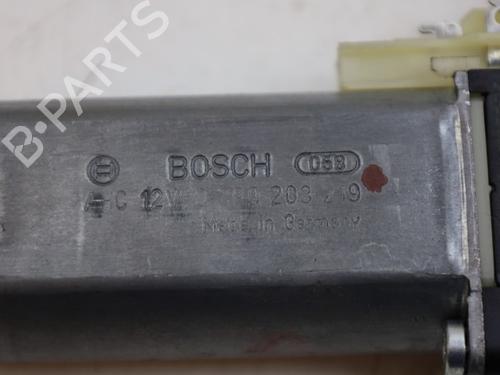 B-PARTS
BOSCH 058
12V 203
Made in Germany